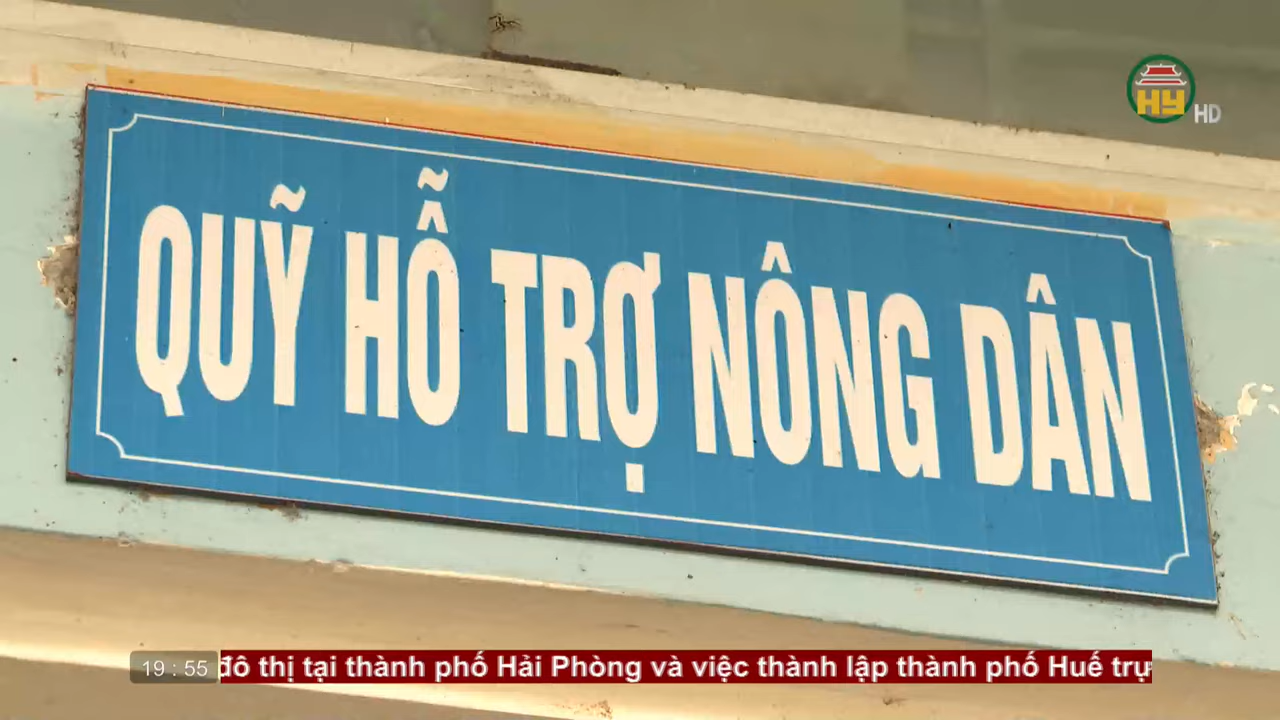 HY HD
QUỸ HỖ TRỢ NÔNG DÂN
19 : 55
đô thị tại thành phố Hải Phòng và việc thành lập thành phố Huế trự